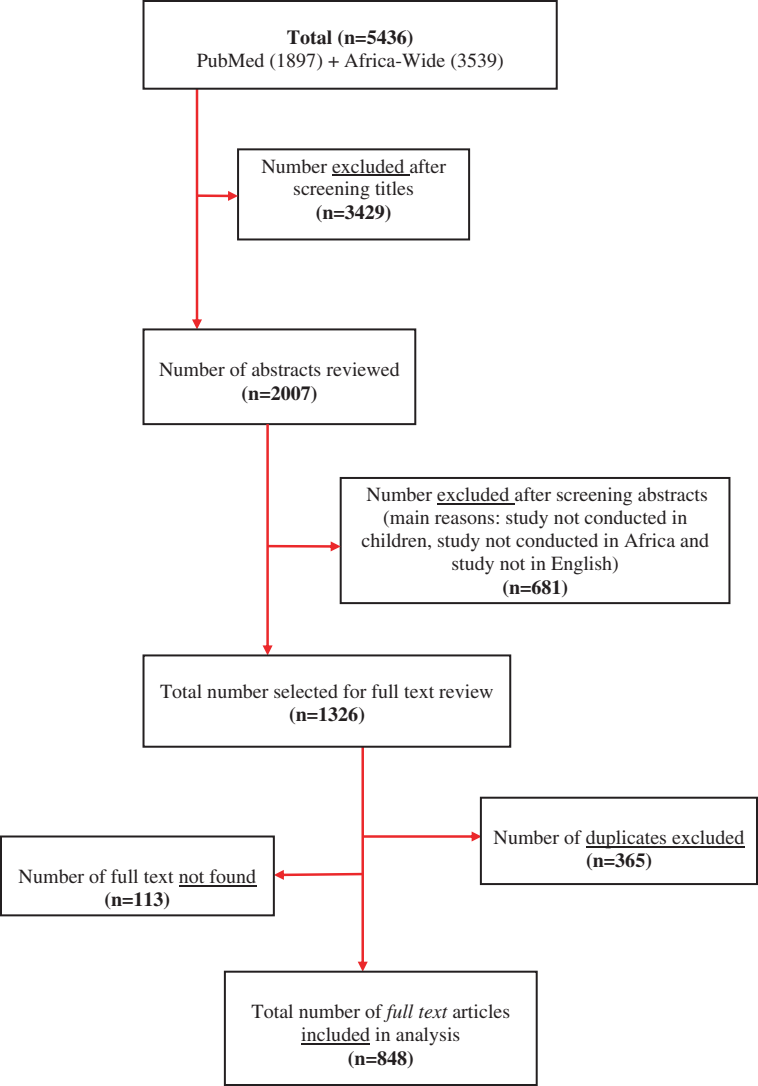 Total (n=5436)
PubMed (1897) + Africa-Wide (3539)
Number excluded after
screening titles
(n=3429)
Number of abstracts reviewed
(n=2007)
Number excluded after screening abstracts
(main reasons: study not conducted in
children, study not conducted in Africa and
study not in English)
(n=681)
Total number selected for full text review
(n=1326)
Number of duplicates excluded
(n=365)
Number of full text not found
(n=113)
Total number of full text articles
included in analysis
(n=848)